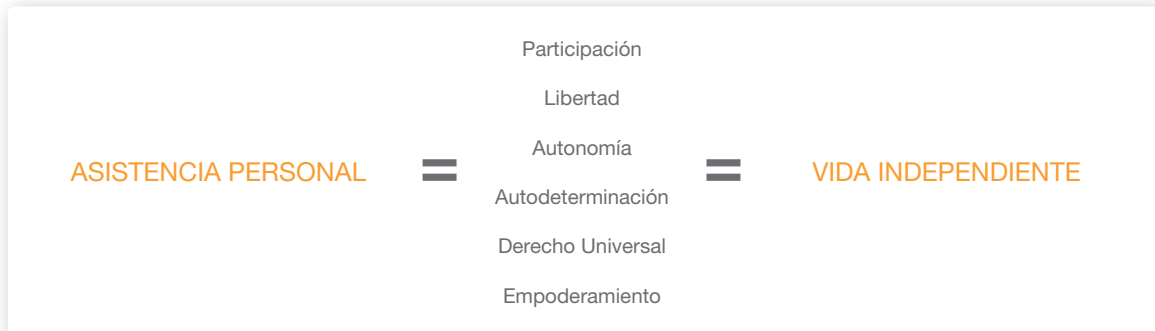 Participación
Libertad
Autonomía
ASISTENCIA PERSONAL = = VIDA INDEPENDIENTE
Autodeterminación
Derecho Universal
Empoderamiento